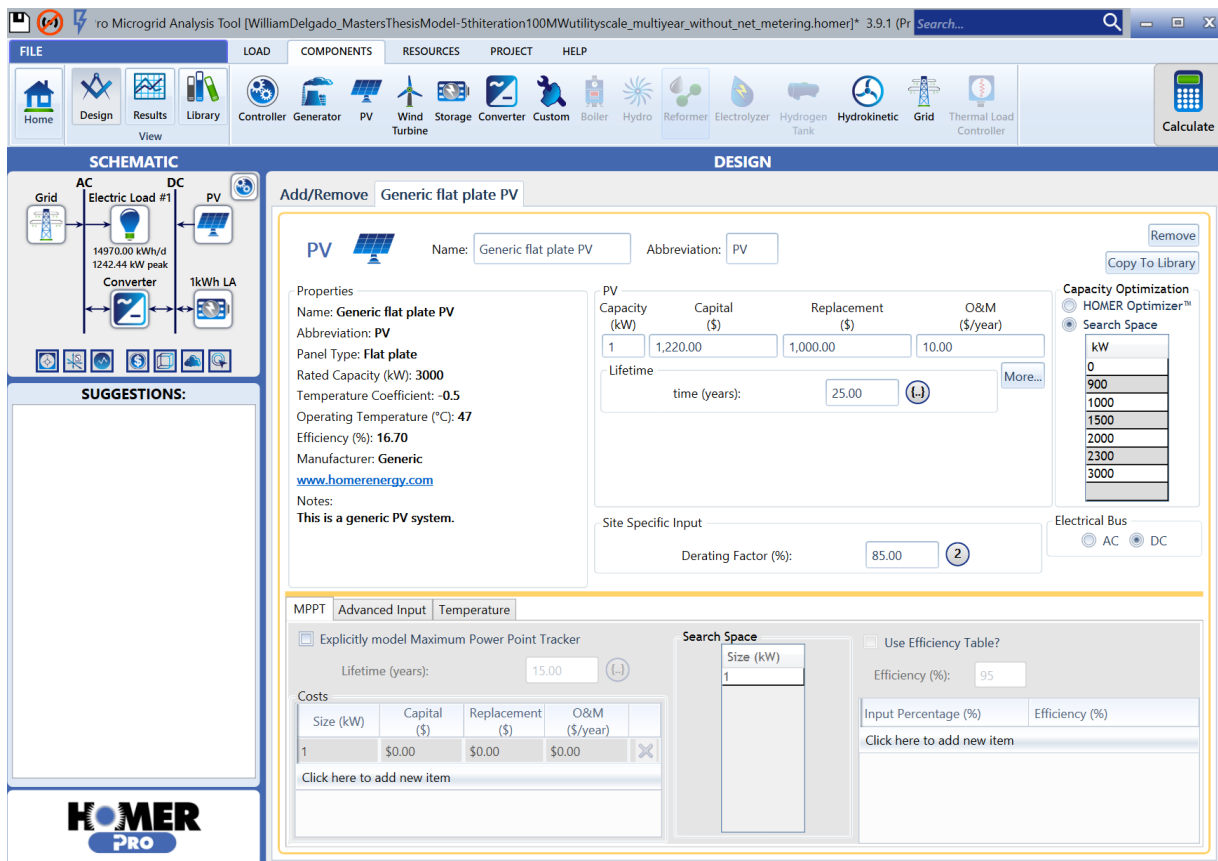 ro Microgrid Analysis Tool [WilliamDelgado_MastersThesisModel-5thiteration100MWutilityscale_multiyear_without_net_metering.homer]* 3.9.1 (Pr Search...
FILE LOAD COMPONENTS RESOURCES PROJECT HELP
Home Design Results Library Controller Generator PV Wind Turbine Storage Converter Custom Boiler Hydro Reformer Electrolyzer Hydrogen Tank Hydrokinetic Grid Thermal Load Controller Calculate
View
SCHEMATIC DESIGN
AC DC
Grid Electric Load #1 PV
14970.00 kWh/d
1242.44 kW peak
Converter 1kWh LA
SUGGESTIONS:
HOMER
PRO
Add/Remove Generic flat plate PV
PV Name: Generic flat plate PV Abbreviation: PV
Remove
Copy To Library
Properties
Name: Generic flat plate PV
Abbreviation: PV
Panel Type: Flat plate
Rated Capacity (kW): 3000
Temperature Coefficient: -0.5
Operating Temperature (°C): 47
Efficiency (%): 16.70
Manufacturer: Generic
www.homerenergy.com
Notes:
This is a generic PV system.
PV
Capacity (kW) Capital ($) Replacement ($) O&M ($/year)
1 1,220.00 1,000.00 10.00
Lifetime
time (years): 25.00 {..}
More...
Site Specific Input
Derating Factor (%): 85.00 2
Capacity Optimization
HOMER Optimizer™
Search Space
kW
0
900
1000
1500
2000
2300
3000
Electrical Bus
AC DC
MPPT Advanced Input Temperature
Explicitly model Maximum Power Point Tracker
Lifetime (years): 15.00 {..}
Costs
Size (kW) Capital ($) Replacement ($) O&M ($/year)
1 $0.00 $0.00 $0.00
Click here to add new item
Search Space
Size (kW)
1
Use Efficiency Table?
Efficiency (%): 95
Input Percentage (%) Efficiency (%)
Click here to add new item